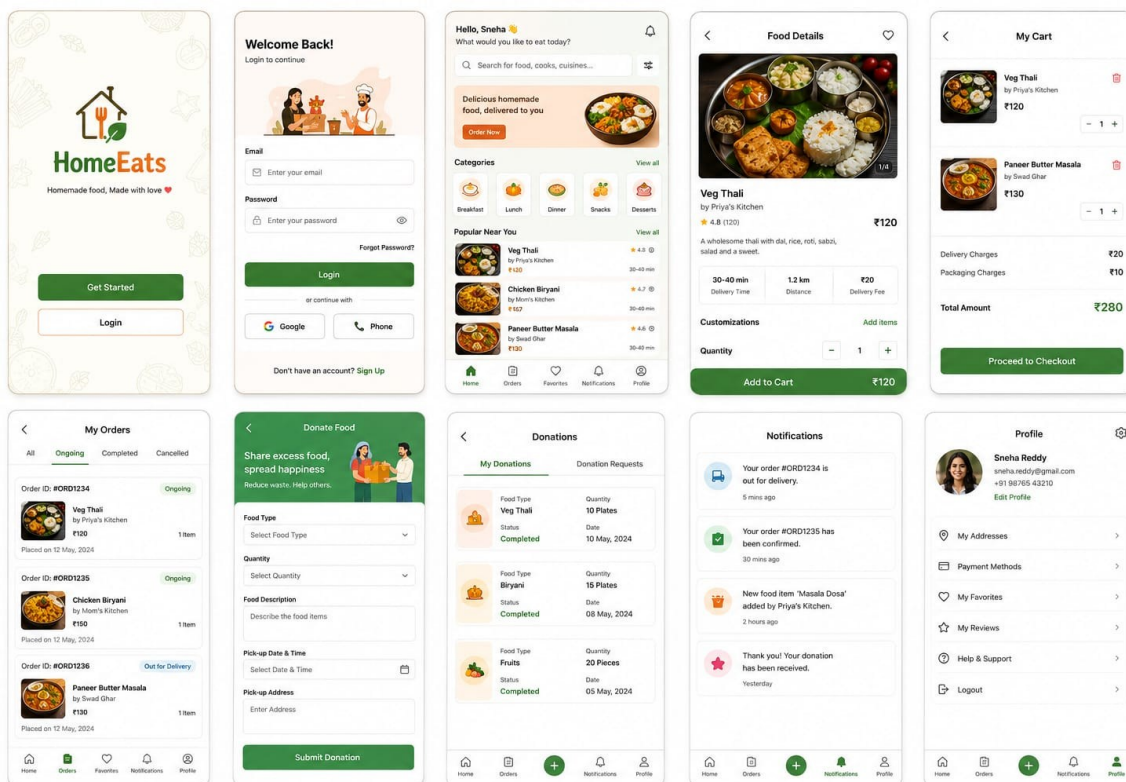 HomeEats
Homemade food, Made with love ❤️
Get Started
Login
Welcome Back!
Login to continue
Email
Enter your email
Password
Enter your password
Forgot Password?
Login
or continue with
Google
Phone
Don't have an account? Sign Up
Hello, Sneha 👋
What would you like to eat today?
Search for food, cooks, cuisines...
Delicious homemade
food, delivered to you
Order Now
Categories
View all
Breakfast
Lunch
Dinner
Snacks
Desserts
Popular Near You
View all
Veg Thali
by Priya's Kitchen
₹120
4.8
30-40 min
Chicken Biryani
by Mom's Kitchen
4.7
Paneer Butter Masala
by Swad Ghar
₹130
4.6
30-40 min
Home
Orders
Favorites
Notifications
Profile
Food Details
1/4
Veg Thali
by Priya's Kitchen
4.8 (120)
₹120
A wholesome thali with dal, rice, roti, sabzi,
salad and a sweet.
30-40 min
Delivery Time
1.2 km
Distance
₹20
Delivery Fee
Customizations
Add items
Quantity
− 1 +
Add to Cart
₹120
My Cart
Veg Thali
by Priya's Kitchen
₹120
− 1 +
Paneer Butter Masala
by Swad Ghar
₹130
− 1 +
Delivery Charges
₹20
Packaging Charges
₹10
Total Amount
₹280
Proceed to Checkout
My Orders
All
Ongoing
Completed
Cancelled
Order ID: #ORD1234
Ongoing
Veg Thali
by Priya's Kitchen
₹120
1 Item
Placed on 12 May, 2024
Order ID: #ORD1235
Ongoing
Chicken Biryani
by Mom's Kitchen
₹150
1 Item
Placed on 12 May, 2024
Order ID: #ORD1236
Out for Delivery
Paneer Butter Masala
by Swad Ghar
₹130
1 Item
Placed on 12 May, 2024
Home
Orders
Favorites
Notifications
Profile
Donate Food
Share excess food,
spread happiness
Reduce waste. Help others.
Food Type
Select Food Type
Quantity
Select Quantity
Food Description
Describe the food items
Pick-up Date & Time
Select Date & Time
Pick-up Address
Enter Address
Submit Donation
Donations
My Donations
Donation Requests
Food Type
Veg Thali
Quantity
10 Plates
Status
Completed
Date
10 May, 2024
Food Type
Biryani
Quantity
15 Plates
Status
Completed
Date
08 May, 2024
Food Type
Fruits
Quantity
20 Pieces
Status
Completed
Date
05 May, 2024
Home
Orders
Notifications
Profile
Notifications
Your order #ORD1234 is
out for delivery.
5 mins ago
Your order #ORD1235 has
been confirmed.
30 mins ago
New food item 'Masala Dosa'
added by Priya's Kitchen.
2 hours ago
Thank you! Your donation
has been received.
Yesterday
Home
Orders
Notifications
Profile
Profile
Sneha Reddy
sneha.reddy@gmail.com
+91 98765 43210
Edit Profile
My Addresses
Payment Methods
My Favorites
My Reviews
Help & Support
Logout
Home
Orders
Notifications
Profile